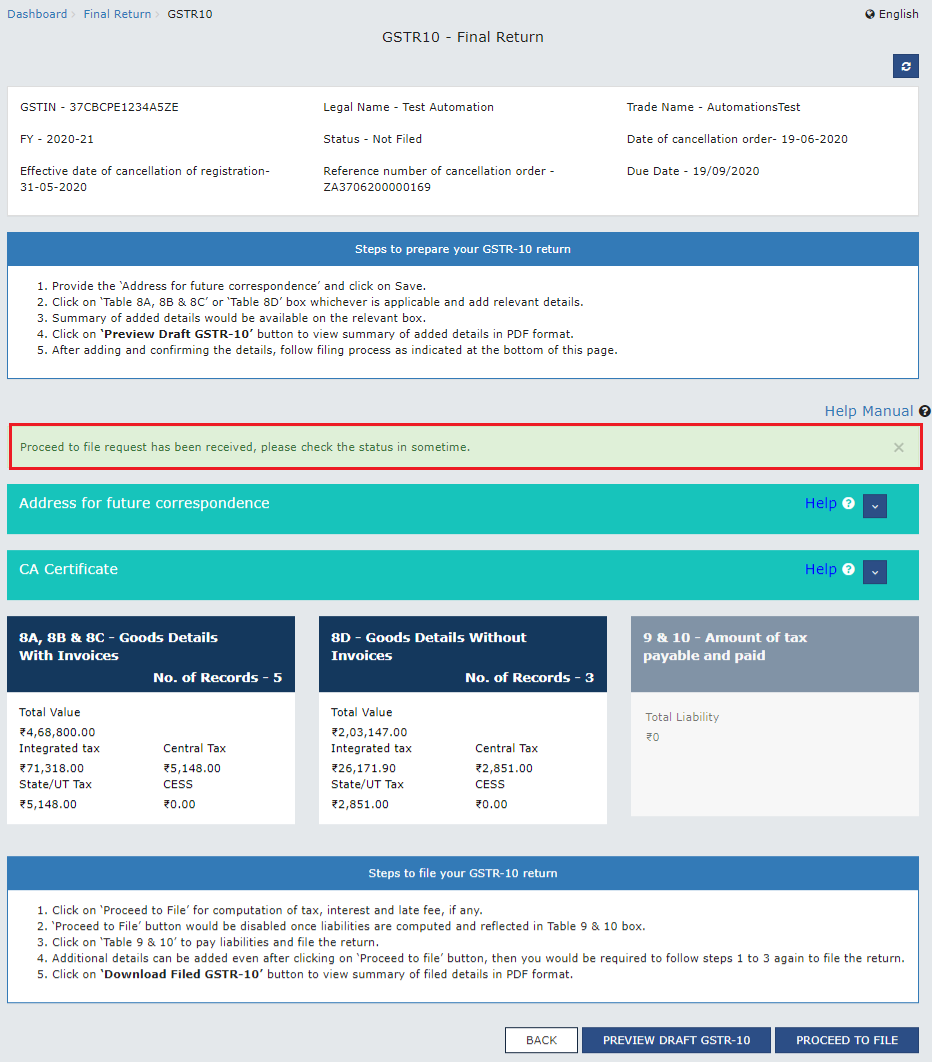 Dashboard › Final Return › GSTR10
English
GSTR10 - Final Return
GSTIN - 37CBCPE1234A5ZE
Legal Name - Test Automation
Trade Name - AutomationsTest
FY - 2020-21
Status - Not Filed
Date of cancellation order- 19-06-2020
Effective date of cancellation of registration-
31-05-2020
Reference number of cancellation order -
ZA3706200000169
Due Date - 19/09/2020
Steps to prepare your GSTR-10 return
1. Provide the ‘Address for future correspondence’ and click on Save.
2. Click on ‘Table 8A, 8B & 8C’ or ‘Table 8D’ box whichever is applicable and add relevant details.
3. Summary of added details would be available on the relevant box.
4. Click on ‘Preview Draft GSTR-10’ button to view summary of added details in PDF format.
5. After adding and confirming the details, follow filing process as indicated at the bottom of this page.
Help Manual ?
Proceed to file request has been received, please check the status in sometime. ×
Address for future correspondence
Help ?
CA Certificate
Help ?
8A, 8B & 8C - Goods Details
With Invoices
No. of Records - 5
Total Value
₹4,68,800.00
Integrated tax Central Tax
₹71,318.00 ₹5,148.00
State/UT Tax CESS
₹5,148.00 ₹0.00
8D - Goods Details Without
Invoices
No. of Records - 3
Total Value
₹2,03,147.00
Integrated tax Central Tax
₹26,171.90 ₹2,851.00
State/UT Tax CESS
₹2,851.00 ₹0.00
9 & 10 - Amount of tax
payable and paid
Total Liability
₹0
Steps to file your GSTR-10 return
1. Click on ‘Proceed to File’ for computation of tax, interest and late fee, if any.
2. ‘Proceed to File’ button would be disabled once liabilities are computed and reflected in Table 9 & 10 box.
3. Click on ‘Table 9 & 10’ to pay liabilities and file the return.
4. Additional details can be added even after clicking on ‘Proceed to file’ button, then you would be required to follow steps 1 to 3 again to file the return.
5. Click on ‘Download Filed GSTR-10’ button to view summary of filed details in PDF format.
BACK
PREVIEW DRAFT GSTR-10
PROCEED TO FILE